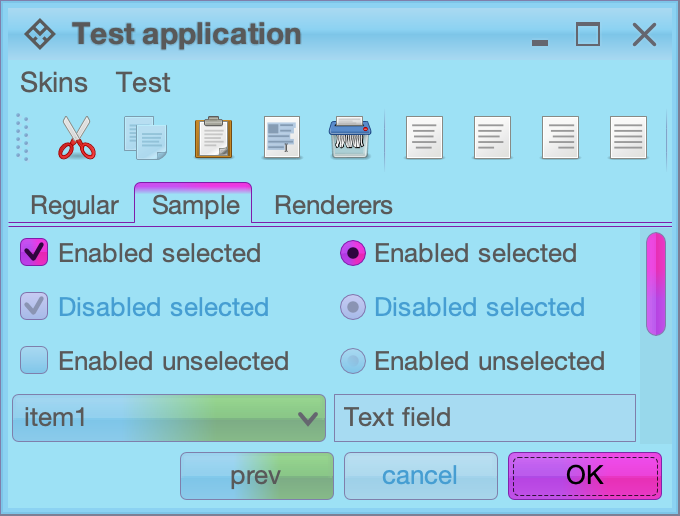 Test application
Skins Test
Regular Sample Renderers
Enabled selected Enabled selected
Disabled selected Disabled selected
Enabled unselected Enabled unselected
item1 Text field
prev cancel OK